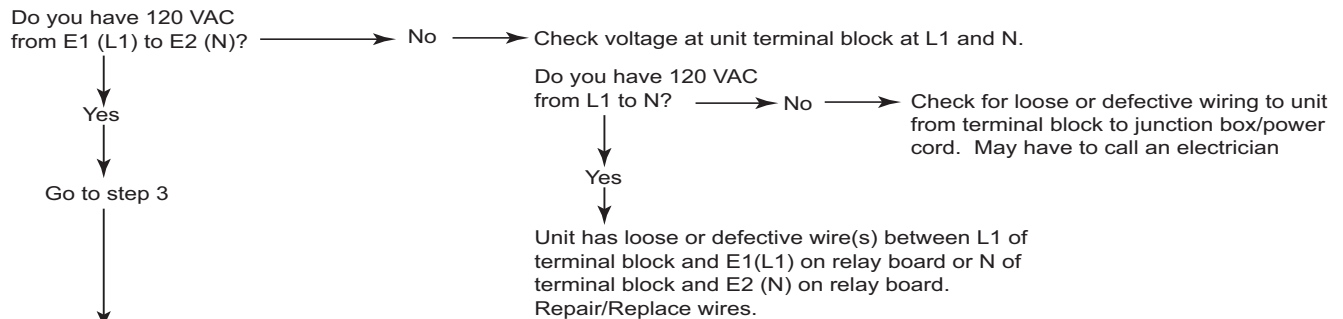 Do you have 120 VAC
from E1 (L1) to E2 (N)?
No
Check voltage at unit terminal block at L1 and N.
Do you have 120 VAC
from L1 to N?
No
Check for loose or defective wiring to unit
from terminal block to junction box/power
cord.  May have to call an electrician
Yes
Go to step 3
Yes
Unit has loose or defective wire(s) between L1 of
terminal block and E1(L1) on relay board or N of
terminal block and E2 (N) on relay board.
Repair/Replace wires.